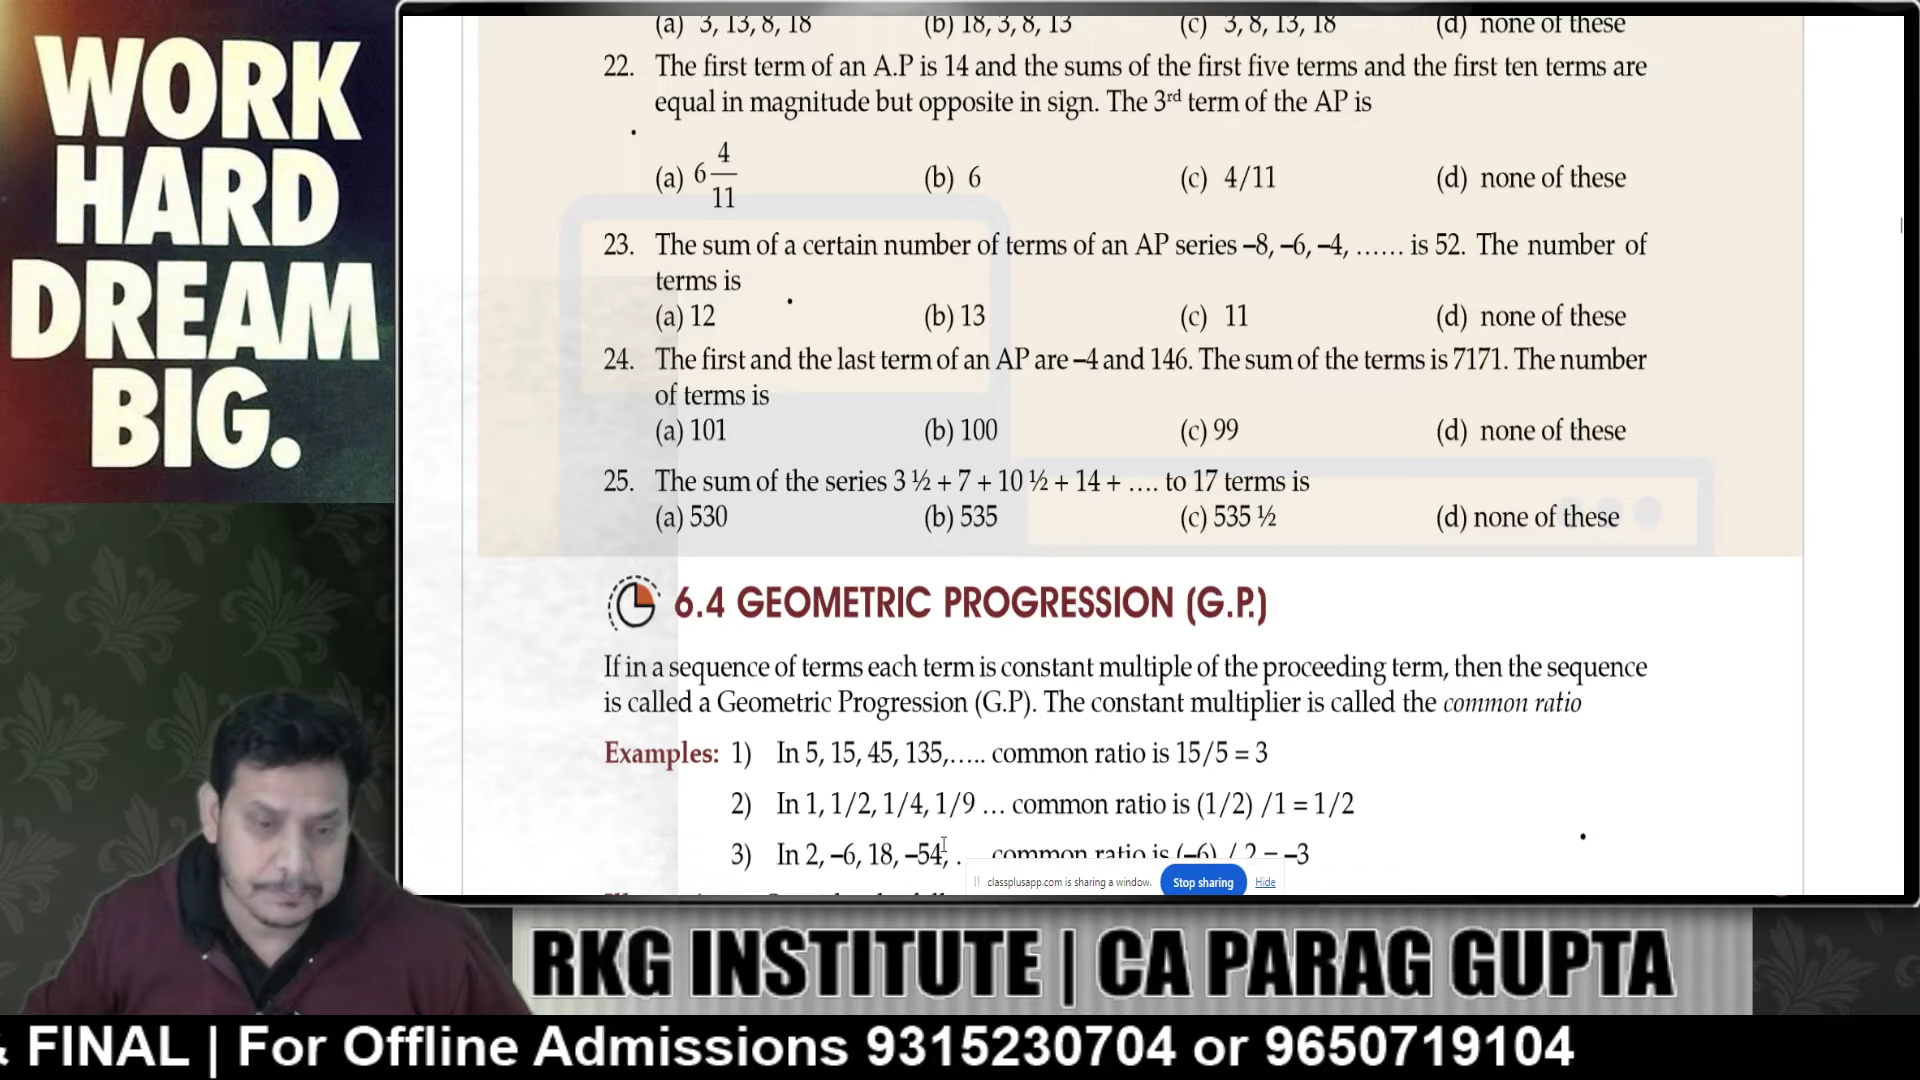 WORK
HARD
DREAM
BIG.
(a) 3, 13, 8, 18 (b) 18, 3, 8, 13 (c) 3, 8, 13, 18 (d) none of these
22. The first term of an A.P is 14 and the sums of the first five terms and the first ten terms are
equal in magnitude but opposite in sign. The 3rd term of the AP is
(a) 6 4/11 (b) 6 (c) 4/11 (d) none of these
23. The sum of a certain number of terms of an AP series –8, –6, –4, …… is 52. The number of
terms is
(a) 12 (b) 13 (c) 11 (d) none of these
24. The first and the last term of an AP are –4 and 146. The sum of the terms is 7171. The number
of terms is
(a) 101 (b) 100 (c) 99 (d) none of these
25. The sum of the series 3 ½ + 7 + 10 ½ + 14 + …. to 17 terms is
(a) 530 (b) 535 (c) 535 ½ (d) none of these
6.4 GEOMETRIC PROGRESSION (G.P.)
If in a sequence of terms each term is constant multiple of the proceeding term, then the sequence
is called a Geometric Progression (G.P). The constant multiplier is called the common ratio
Examples: 1) In 5, 15, 45, 135,….. common ratio is 15/5 = 3
2) In 1, 1/2, 1/4, 1/9 … common ratio is (1/2) /1 = 1/2
3) In 2, –6, 18, –54, . common ratio is (–6) / 2 = –3
classplusapp.com is sharing a window. Stop sharing Hide
RKG INSTITUTE | CA PARAG GUPTA
& FINAL | For Offline Admissions 9315230704 or 9650719104